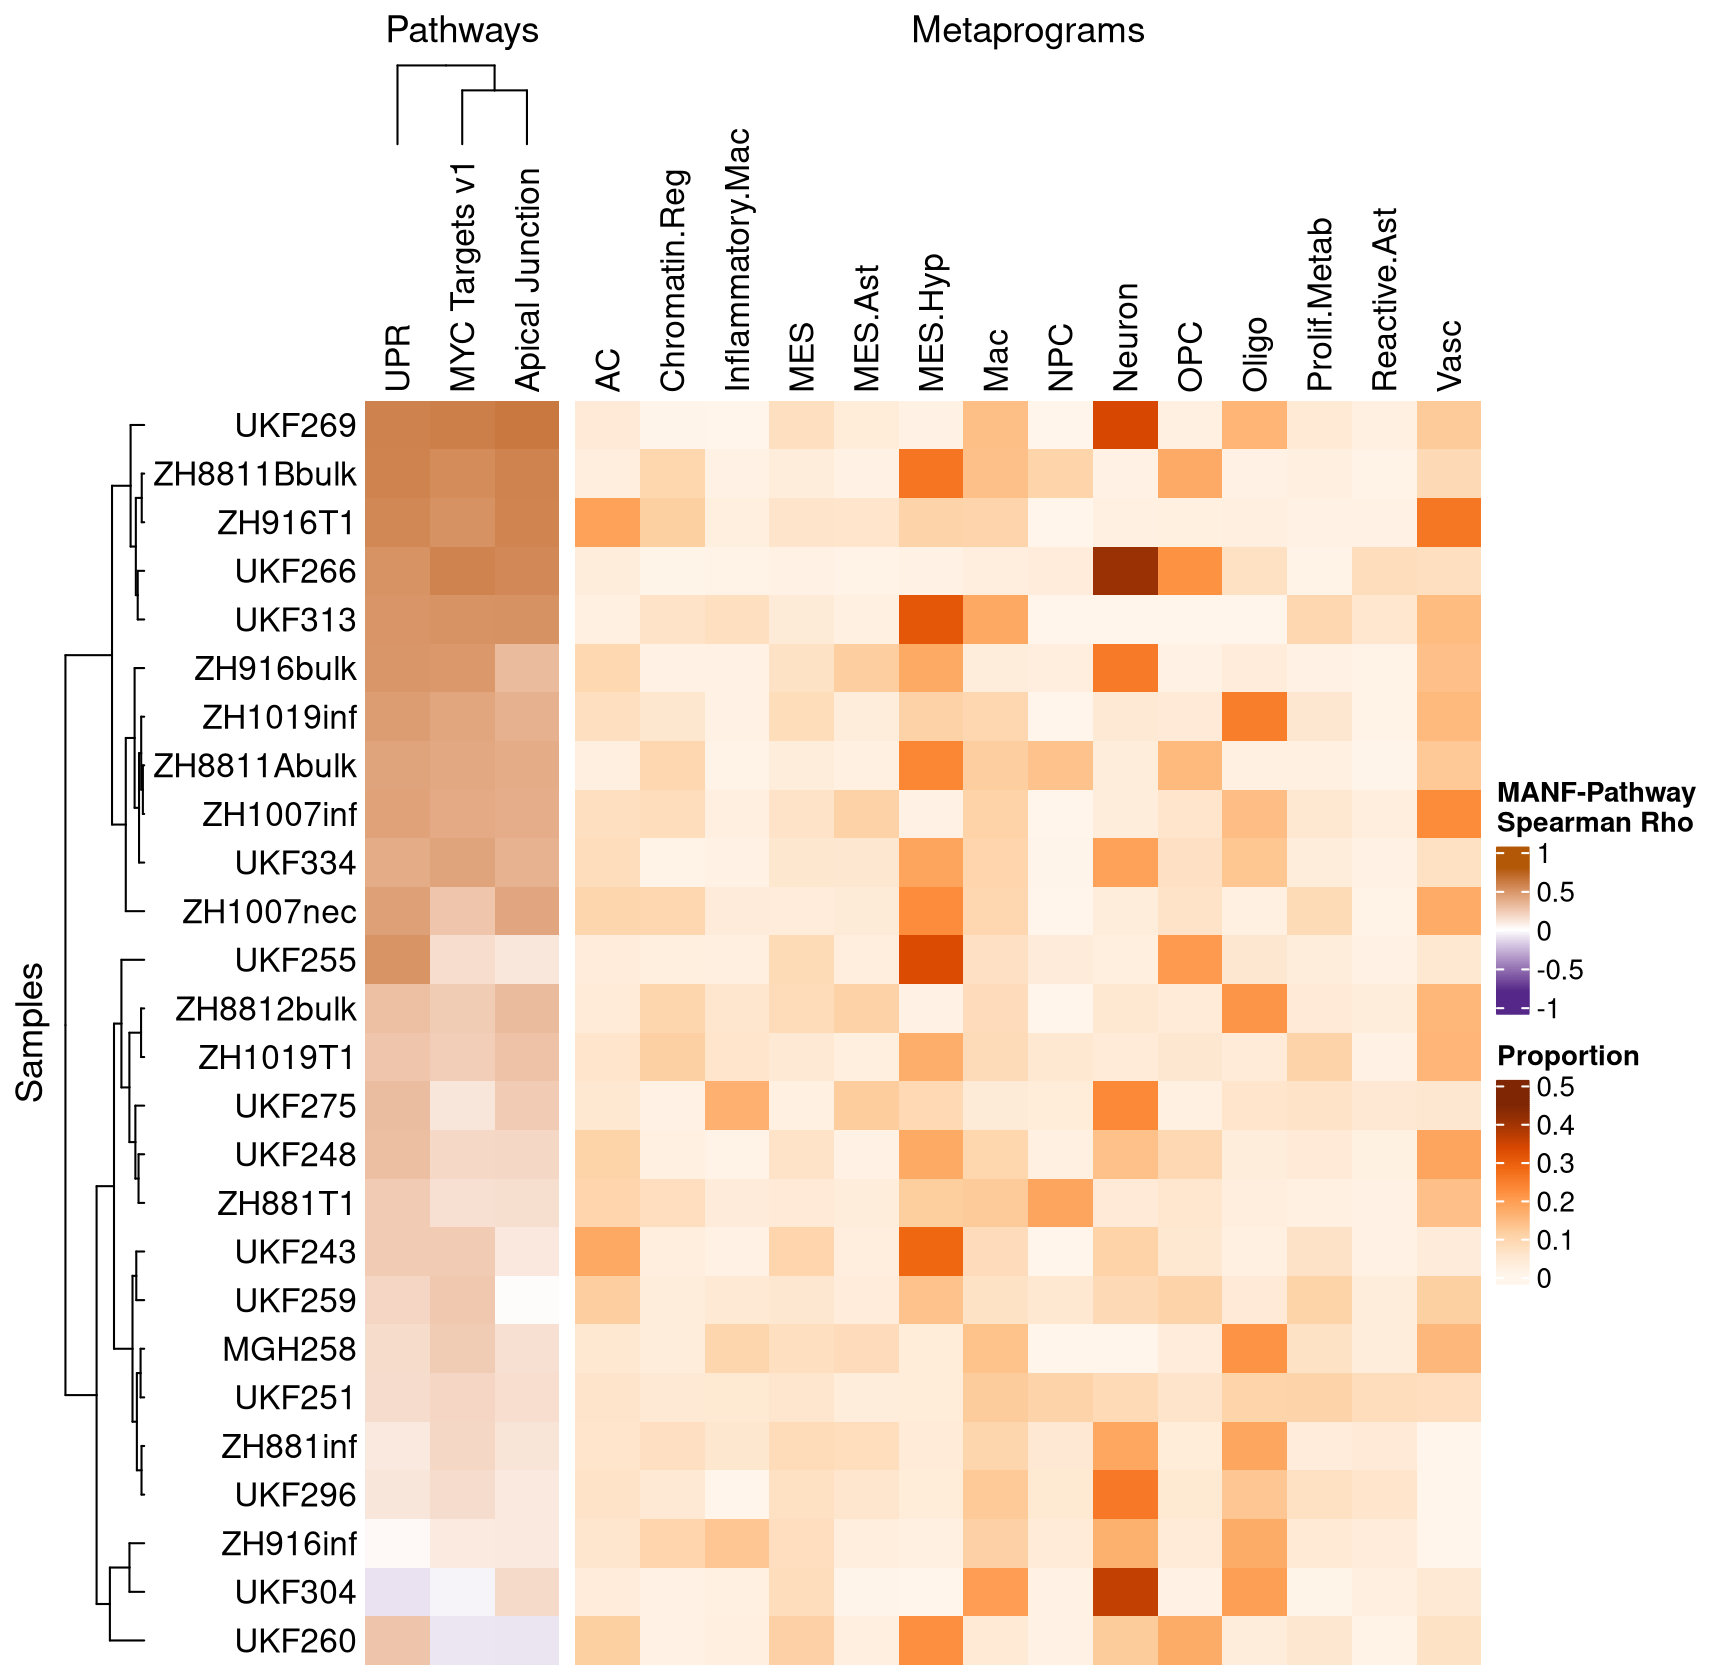 Pathways
Metaprograms
UPR
MYC Targets v1
Apical Junction
AC
Chromatin.Reg
Inflammatory.Mac
MES
MES.Ast
MES.Hyp
Mac
NPC
Neuron
OPC
Oligo
Prolif.Metab
Reactive.Ast
Vasc
Samples
UKF269
ZH8811Bbulk
ZH916T1
UKF266
UKF313
ZH916bulk
ZH1019inf
ZH8811Abulk
ZH1007inf
UKF334
ZH1007nec
UKF255
ZH8812bulk
ZH1019T1
UKF275
UKF248
ZH881T1
UKF243
UKF259
MGH258
UKF251
ZH881inf
UKF296
ZH916inf
UKF304
UKF260
MANF-Pathway
Spearman Rho
1
0.5
0
-0.5
-1
Proportion
0.5
0.4
0.3
0.2
0.1
0